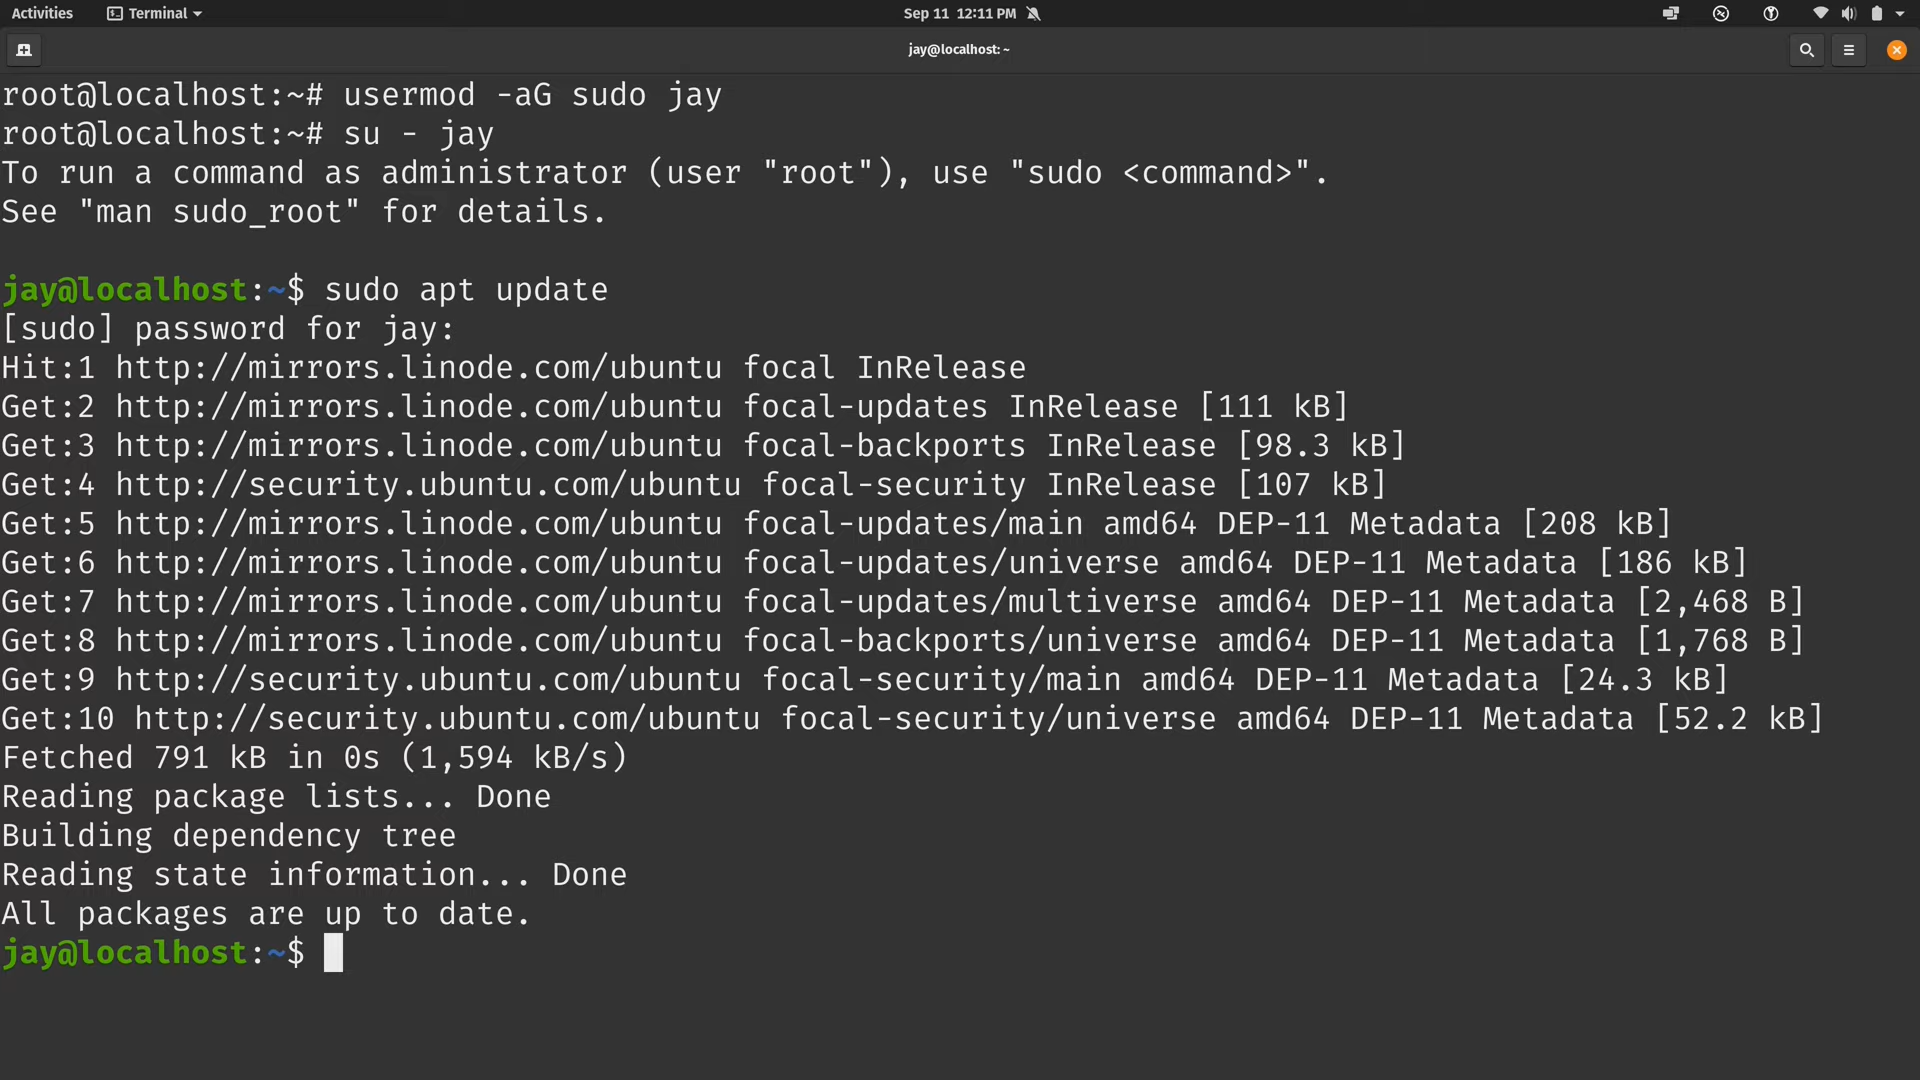 Activities
Terminal
Sep 11 12:11 PM
jay@localhost: ~
root@localhost:~# usermod -aG sudo jay
root@localhost:~# su - jay
To run a command as administrator (user "root"), use "sudo <command>".
See "man sudo_root" for details.
jay@localhost:~$ sudo apt update
[sudo] password for jay:
Hit:1 http://mirrors.linode.com/ubuntu focal InRelease
Get:2 http://mirrors.linode.com/ubuntu focal-updates InRelease [111 kB]
Get:3 http://mirrors.linode.com/ubuntu focal-backports InRelease [98.3 kB]
Get:4 http://security.ubuntu.com/ubuntu focal-security InRelease [107 kB]
Get:5 http://mirrors.linode.com/ubuntu focal-updates/main amd64 DEP-11 Metadata [208 kB]
Get:6 http://mirrors.linode.com/ubuntu focal-updates/universe amd64 DEP-11 Metadata [186 kB]
Get:7 http://mirrors.linode.com/ubuntu focal-updates/multiverse amd64 DEP-11 Metadata [2,468 B]
Get:8 http://mirrors.linode.com/ubuntu focal-backports/universe amd64 DEP-11 Metadata [1,768 B]
Get:9 http://security.ubuntu.com/ubuntu focal-security/main amd64 DEP-11 Metadata [24.3 kB]
Get:10 http://security.ubuntu.com/ubuntu focal-security/universe amd64 DEP-11 Metadata [52.2 kB]
Fetched 791 kB in 0s (1,594 kB/s)
Reading package lists... Done
Building dependency tree
Reading state information... Done
All packages are up to date.
jay@localhost:~$